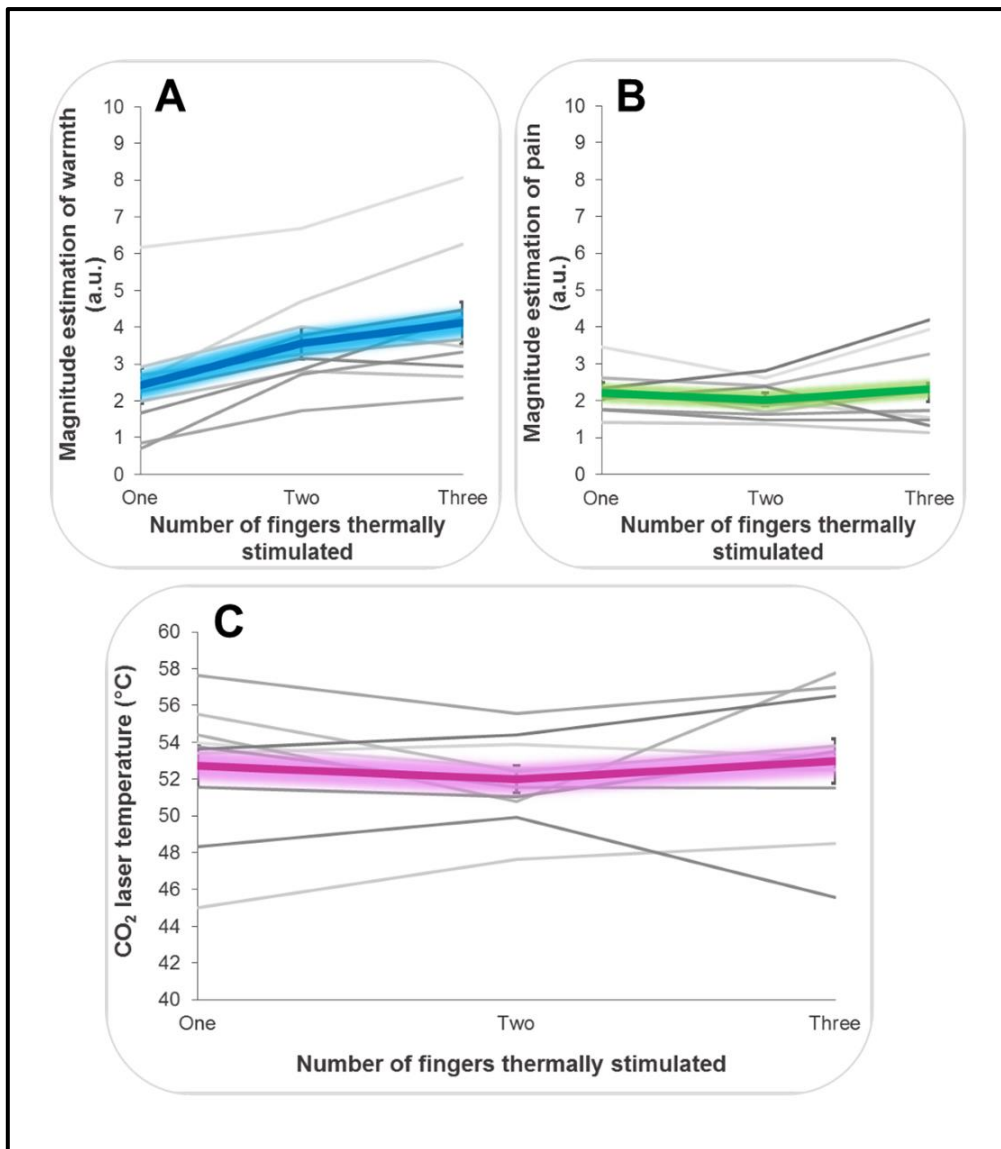 A
Magnitude estimation of warmth
(a.u.)
10
9
8
7
6
5
4
3
2
1
0
One Two Three
Number of fingers thermally
stimulated
B
Magnitude estimation of pain
(a.u.)
10
9
8
7
6
5
4
3
2
1
0
One Two Three
Number of fingers thermally
stimulated
C
CO₂ laser temperature (°C)
60
58
56
54
52
50
48
46
44
42
40
One Two Three
Number of fingers thermally stimulated